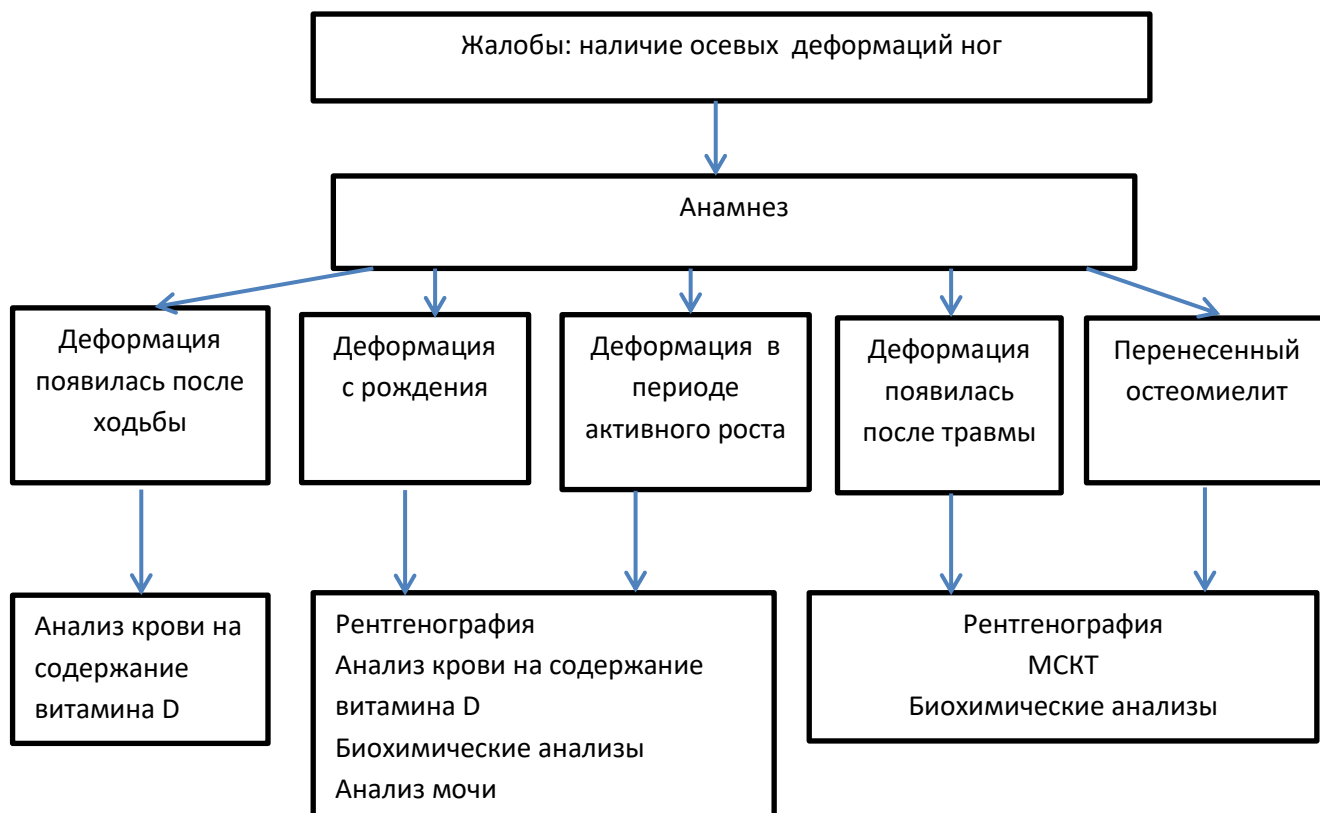 Жалобы: наличие осевых деформаций ног
Анамнез
Деформация
появилась после
ходьбы
Деформация
с рождения
Деформация в
периоде
активного роста
Деформация
появилась
после травмы
Перенесенный
остеомиелит
Анализ крови на
содержание
витамина D
Рентгенография
Анализ крови на содержание
витамина D
Биохимические анализы
Анализ мочи
Рентгенография
МСКТ
Биохимические анализы